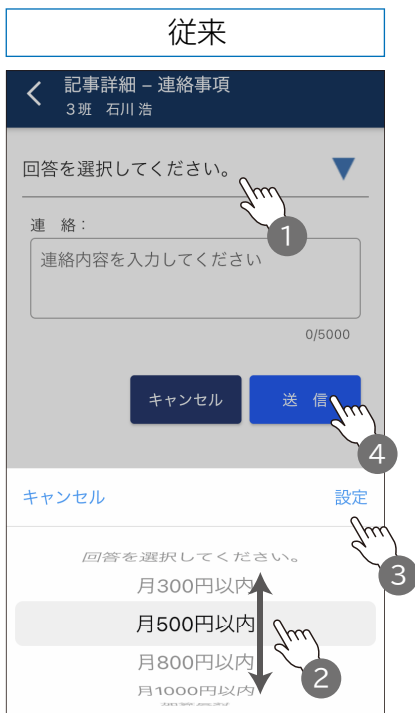 従来
記事詳細 – 連絡事項
3班 石川 浩
回答を選択してください。
1
連 絡：
連絡内容を入力してください
0/5000
キャンセル
送 信
4
キャンセル
設定
3
回答を選択してください。
月300円以内
月500円以内
月800円以内
2
月1000円以内